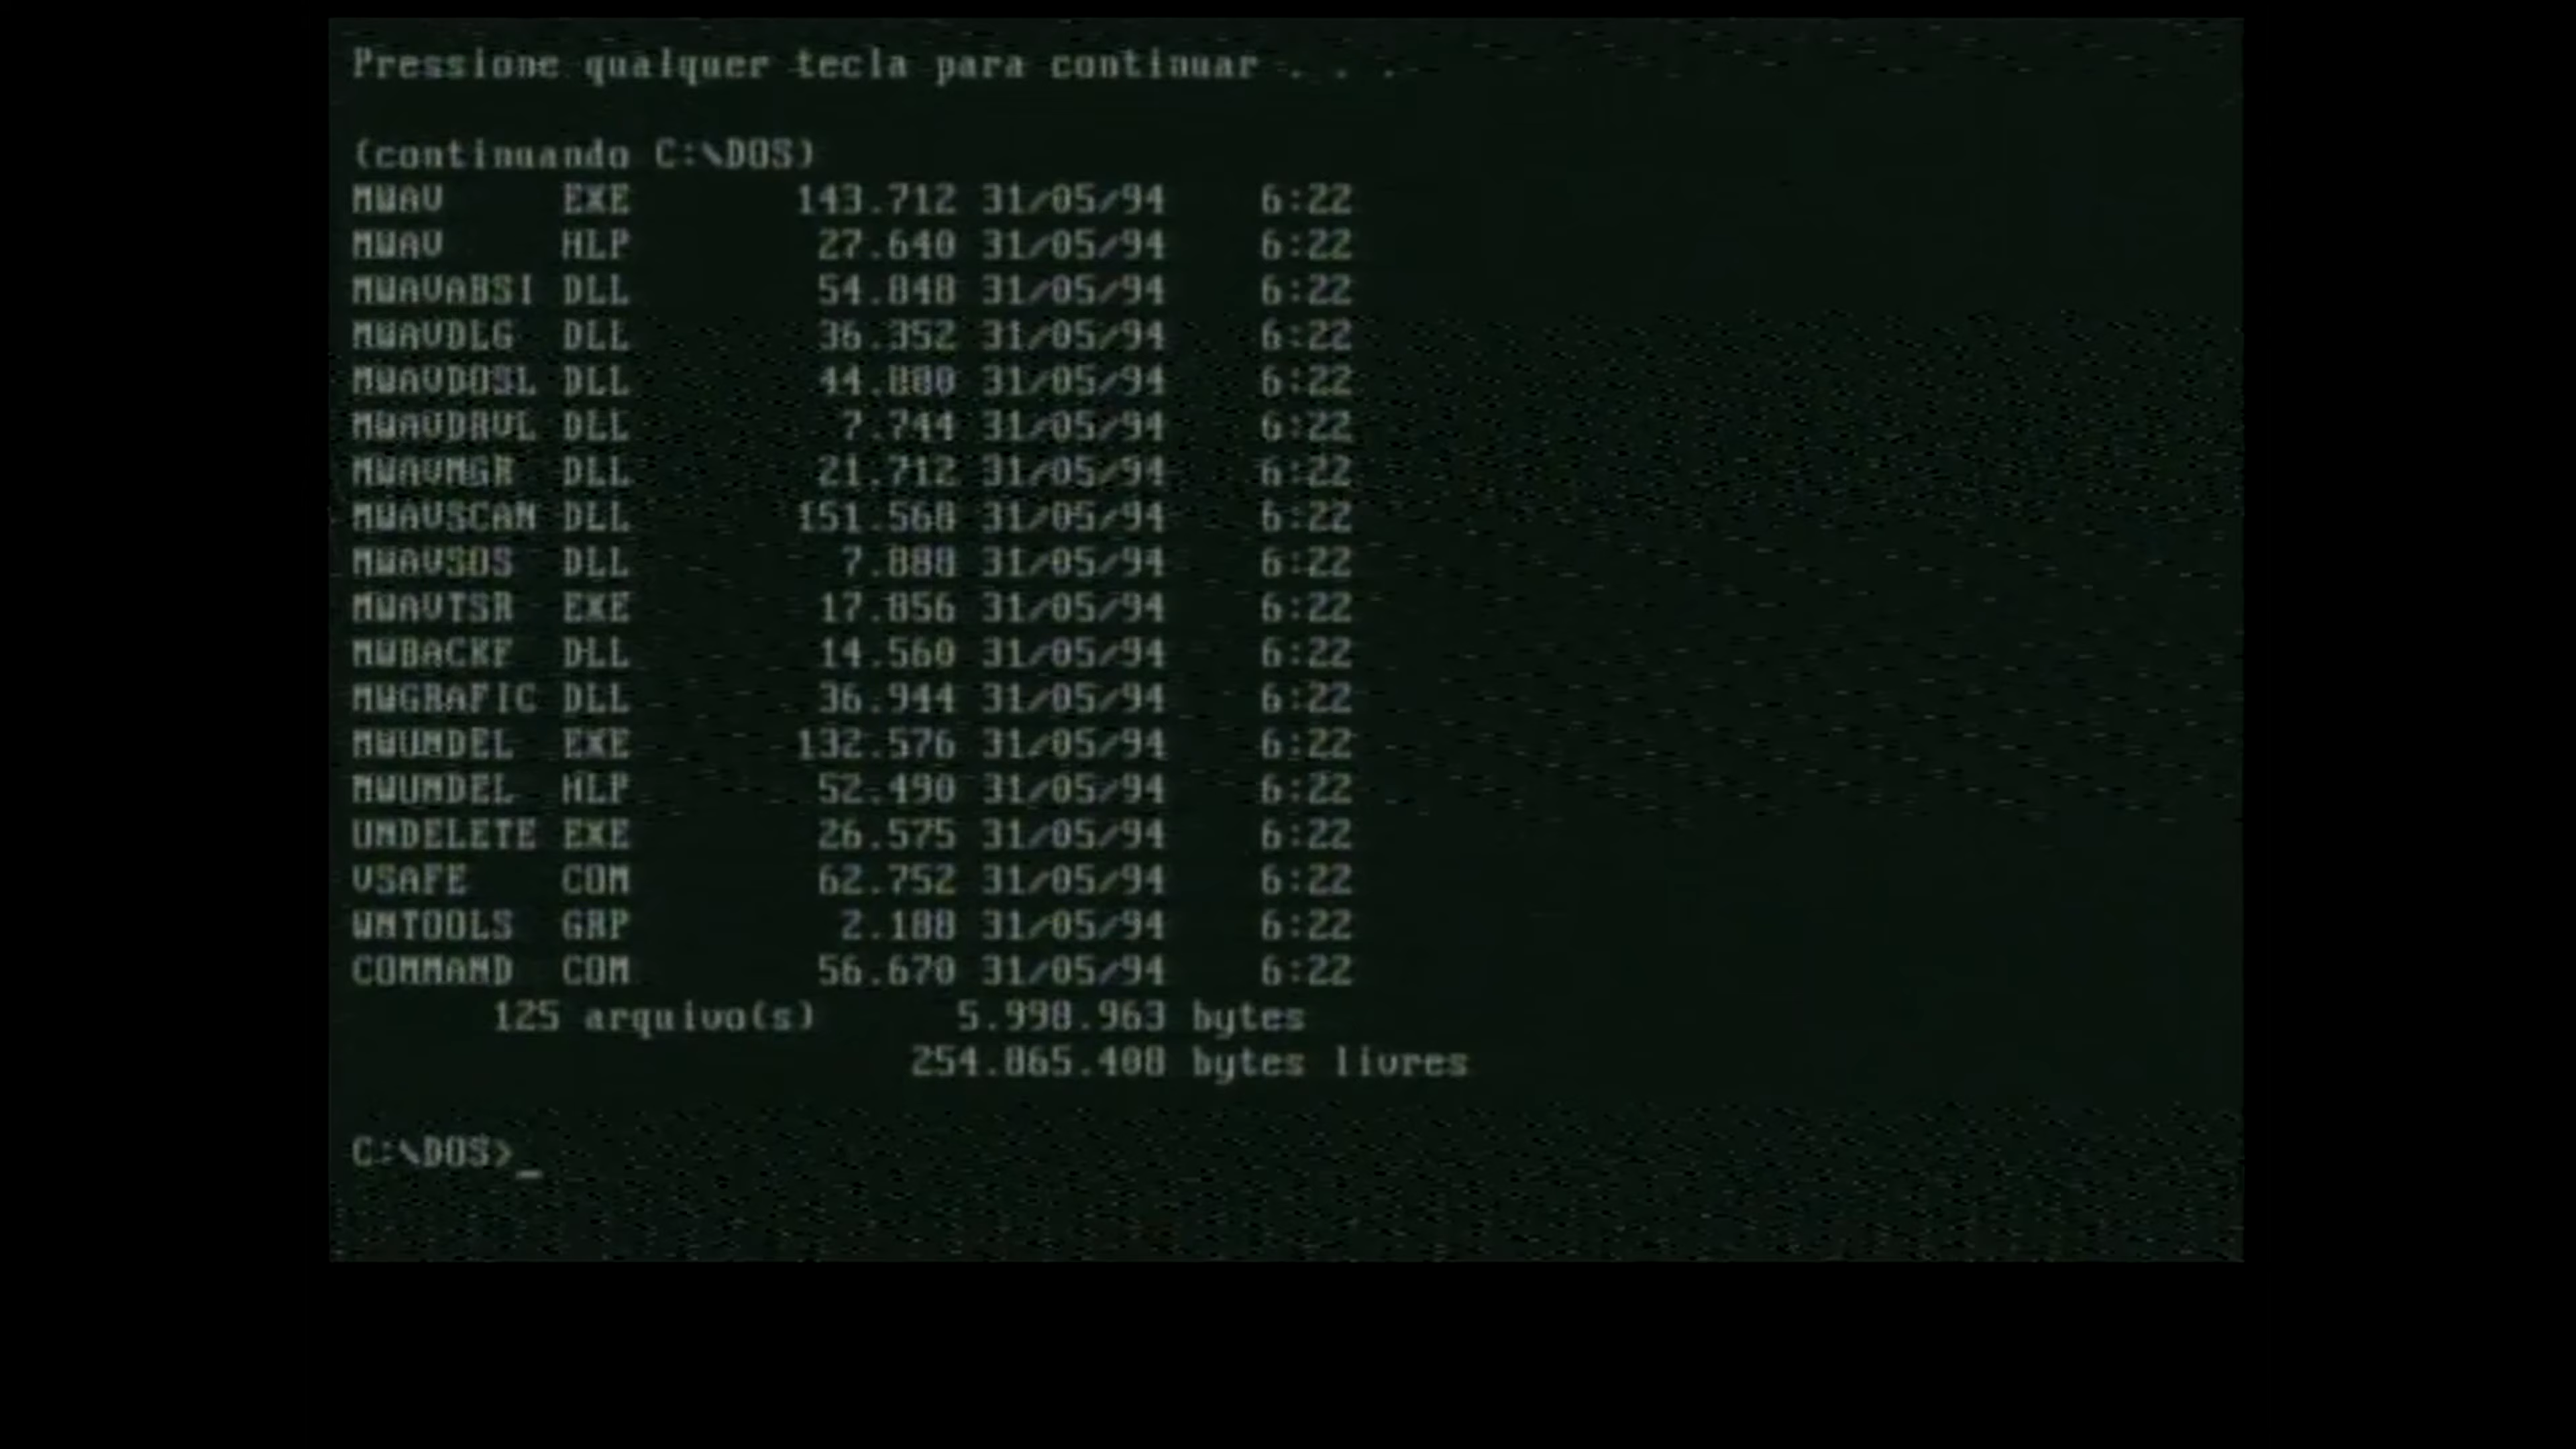 Pressione qualquer tecla para continuar . . .
(continuando C:\DOS)
MWAV EXE 143.712 31/05/94 6:22
MWAV HLP 27.640 31/05/94 6:22
MWAVABSI DLL 54.848 31/05/94 6:22
MWAVDLG DLL 36.352 31/05/94 6:22
MWAVDOSL DLL 44.880 31/05/94 6:22
MWAVDRVL DLL 7.744 31/05/94 6:22
MWAVMGR DLL 21.712 31/05/94 6:22
MWAVSCAN DLL 151.568 31/05/94 6:22
MWAVSOS DLL 7.888 31/05/94 6:22
MWAVTSR EXE 17.856 31/05/94 6:22
MWBACKF DLL 14.560 31/05/94 6:22
MWGRAFIC DLL 36.944 31/05/94 6:22
MWUNDEL EXE 132.576 31/05/94 6:22
MWUNDEL HLP 52.490 31/05/94 6:22
UNDELETE EXE 26.575 31/05/94 6:22
VSAFE COM 62.752 31/05/94 6:22
WNTOOLS GRP 2.188 31/05/94 6:22
COMMAND COM 56.670 31/05/94 6:22
125 arquivo(s) 5.998.963 bytes
254.865.408 bytes livres
C:\DOS>_